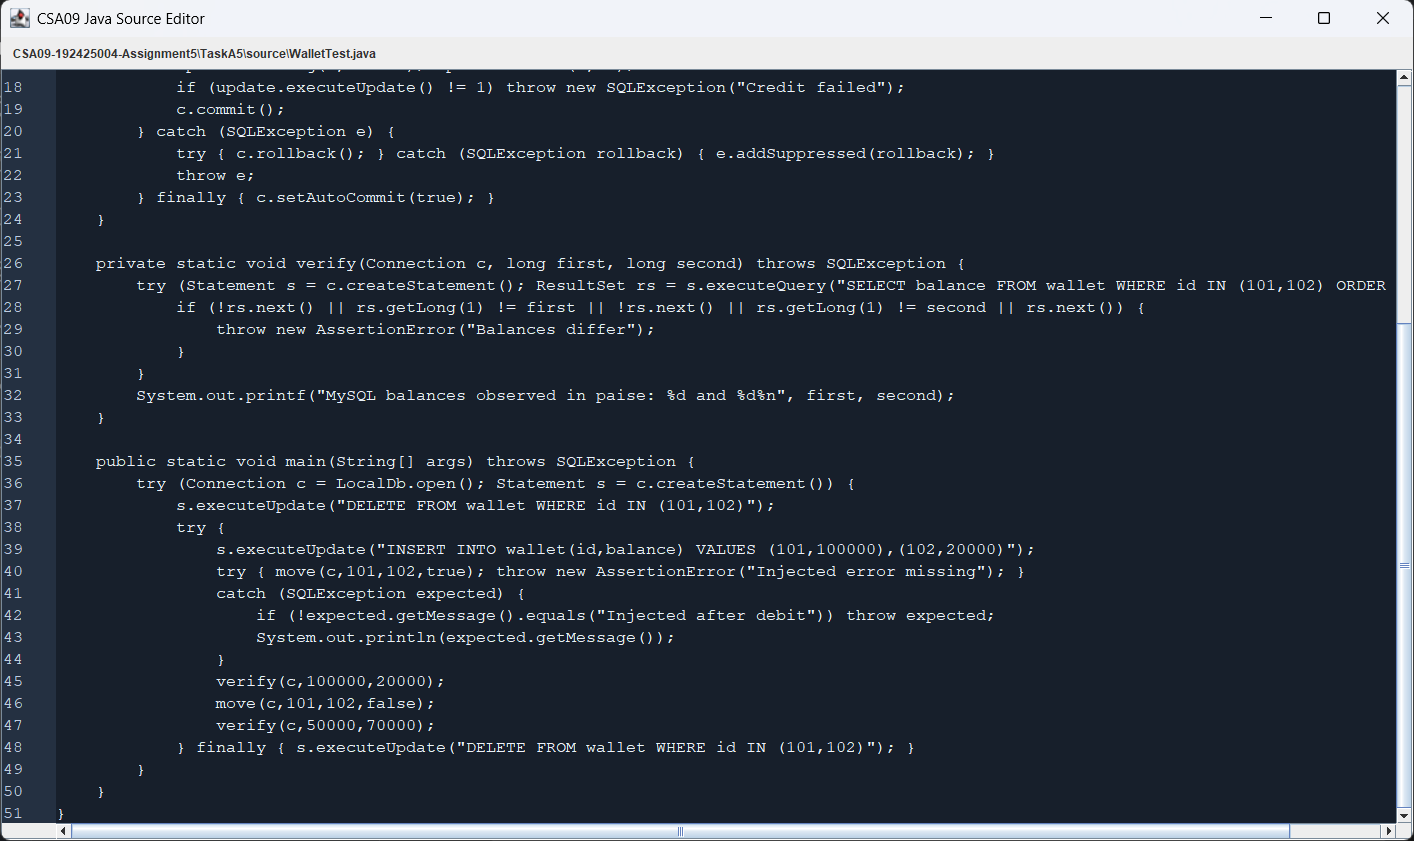 CSA09 Java Source Editor
CSA09-192425004-Assignment5\TaskA5\source\WalletTest.java
18             if (update.executeUpdate() != 1) throw new SQLException("Credit failed");
19             c.commit();
20         } catch (SQLException e) {
21             try { c.rollback(); } catch (SQLException rollback) { e.addSuppressed(rollback); }
22             throw e;
23         } finally { c.setAutoCommit(true); }
24     }
25
26     private static void verify(Connection c, long first, long second) throws SQLException {
27         try (Statement s = c.createStatement(); ResultSet rs = s.executeQuery("SELECT balance FROM wallet WHERE id IN (101,102) ORDER
28             if (!rs.next() || rs.getLong(1) != first || !rs.next() || rs.getLong(1) != second || rs.next()) {
29                 throw new AssertionError("Balances differ");
30             }
31         }
32         System.out.printf("MySQL balances observed in paise: %d and %d%n", first, second);
33     }
34
35     public static void main(String[] args) throws SQLException {
36         try (Connection c = LocalDb.open(); Statement s = c.createStatement()) {
37             s.executeUpdate("DELETE FROM wallet WHERE id IN (101,102)");
38             try {
39                 s.executeUpdate("INSERT INTO wallet(id,balance) VALUES (101,100000),(102,20000)");
40                 try { move(c,101,102,true); throw new AssertionError("Injected error missing"); }
41                 catch (SQLException expected) {
42                     if (!expected.getMessage().equals("Injected after debit")) throw expected;
43                     System.out.println(expected.getMessage());
44                 }
45                 verify(c,100000,20000);
46                 move(c,101,102,false);
47                 verify(c,50000,70000);
48             } finally { s.executeUpdate("DELETE FROM wallet WHERE id IN (101,102)"); }
49         }
50     }
51 }